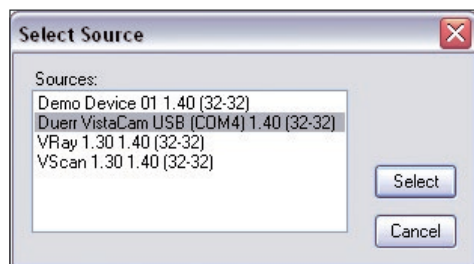 Select Source
Sources:
Demo Device 01 1.40 (32-32)
Duerr VistaCam USB (COM4) 1.40 (32-32)
VRay 1.30 1.40 (32-32)
VScan 1.30 1.40 (32-32)
Select
Cancel